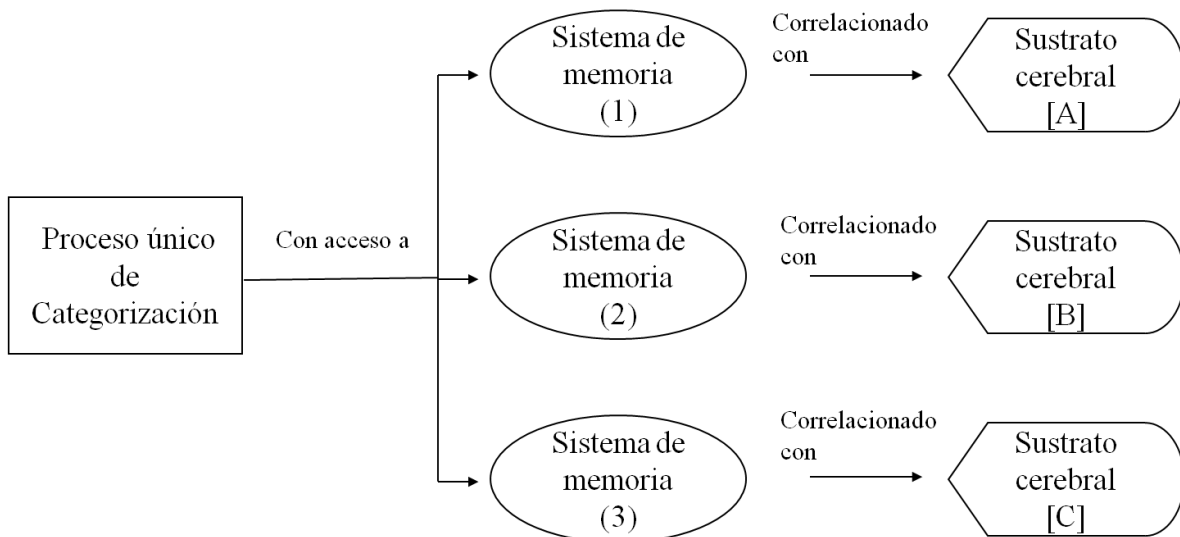 Proceso único
de
Categorización
Con acceso a
Sistema de
memoria
(1)
Correlacionado
con
Sustrato
cerebral
[A]
Sistema de
memoria
(2)
Correlacionado
con
Sustrato
cerebral
[B]
Sistema de
memoria
(3)
Correlacionado
con
Sustrato
cerebral
[C]